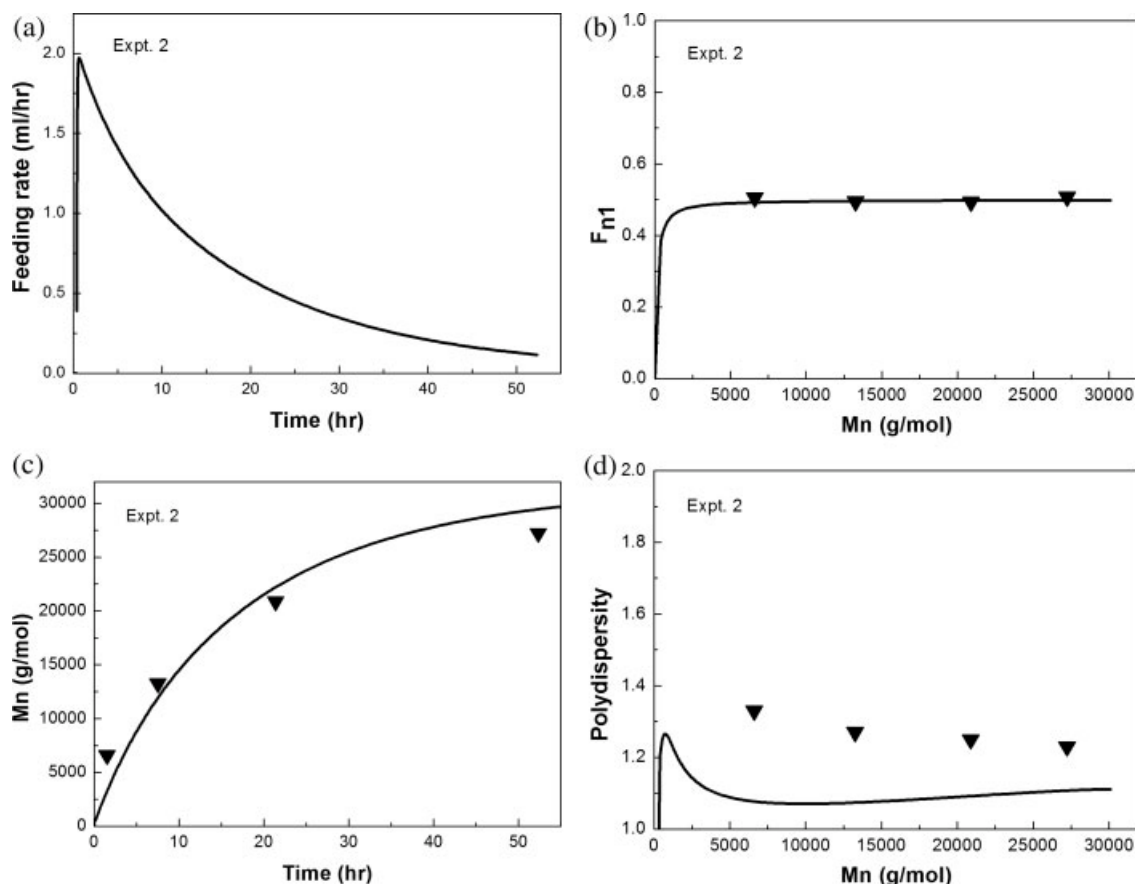 (a)
Expt. 2
Feeding rate (ml/hr)
2.0
1.5
1.0
0.5
0.0
0 10 20 30 40 50
Time (hr)
(b)
Expt. 2
Fn1
1.0
0.8
0.6
0.4
0.2
0.0
0 5000 10000 15000 20000 25000 30000
Mn (g/mol)
(c)
Expt. 2
Mn (g/mol)
30000
25000
20000
15000
10000
5000
0
0 10 20 30 40 50
Time (hr)
(d)
Expt. 2
Polydispersity
2.0
1.8
1.6
1.4
1.2
1.0
0 5000 10000 15000 20000 25000 30000
Mn (g/mol)